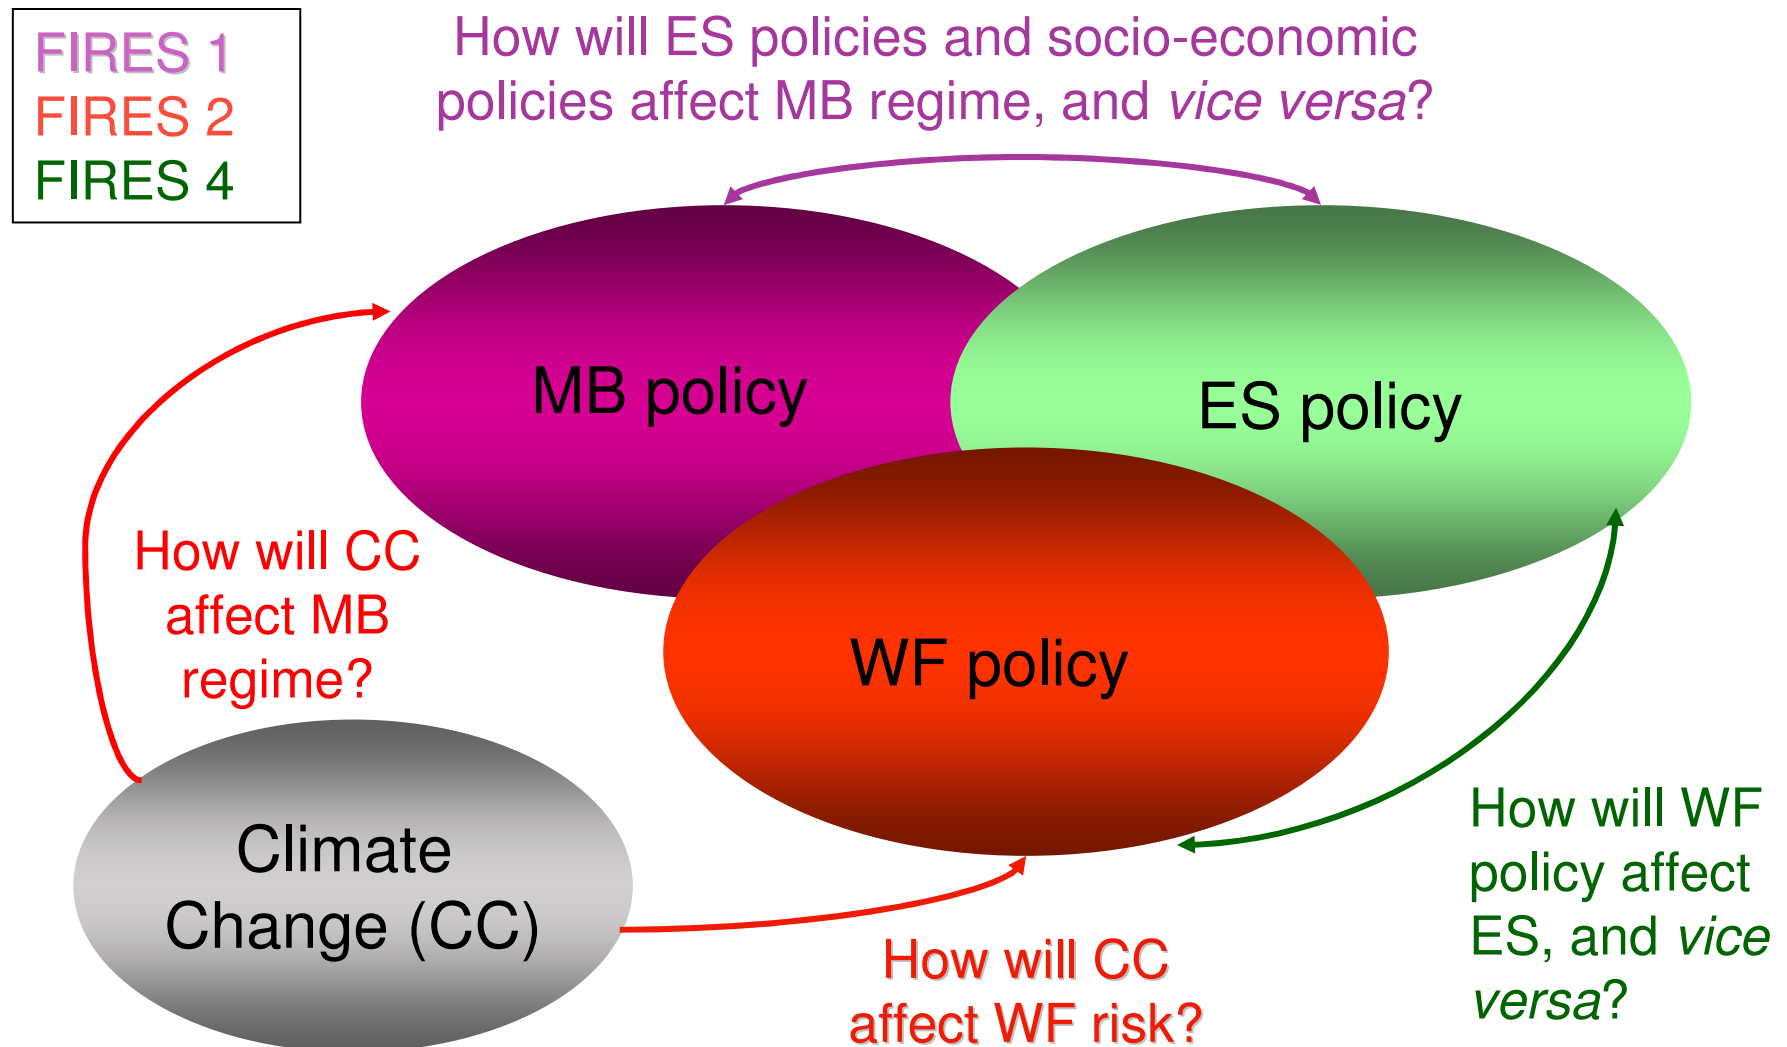 FIRES 1
FIRES 2
FIRES 4
How will ES policies and socio-economic
policies affect MB regime, and vice versa?
MB policy
ES policy
How will CC
affect MB
regime?
WF policy
Climate
Change (CC)
How will WF
policy affect
ES, and vice
versa?
How will CC
affect WF risk?